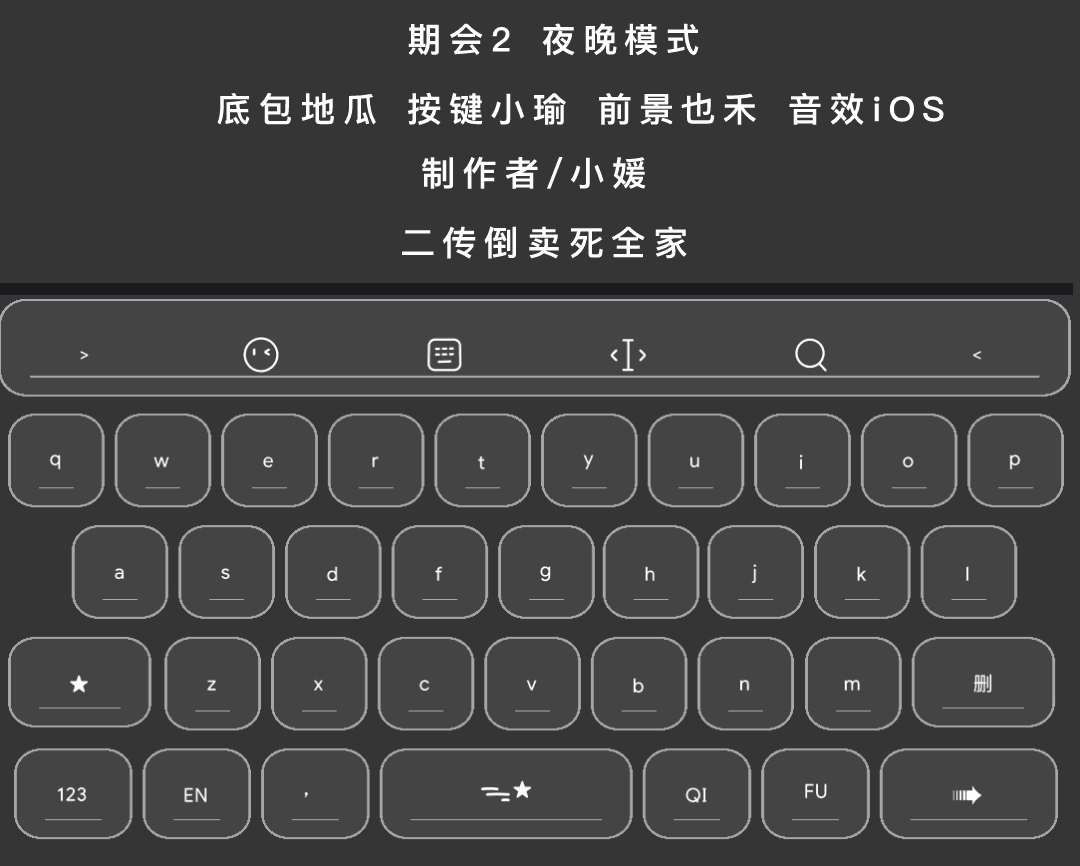 期会2 夜晚模式
底包地瓜 按键小瑜 前景也禾 音效iOS
制作者/小媛
二传倒卖死全家
> <
q w e r t y u i o p
a s d f g h j k l
z x c v b n m 删
123 EN , QI FU